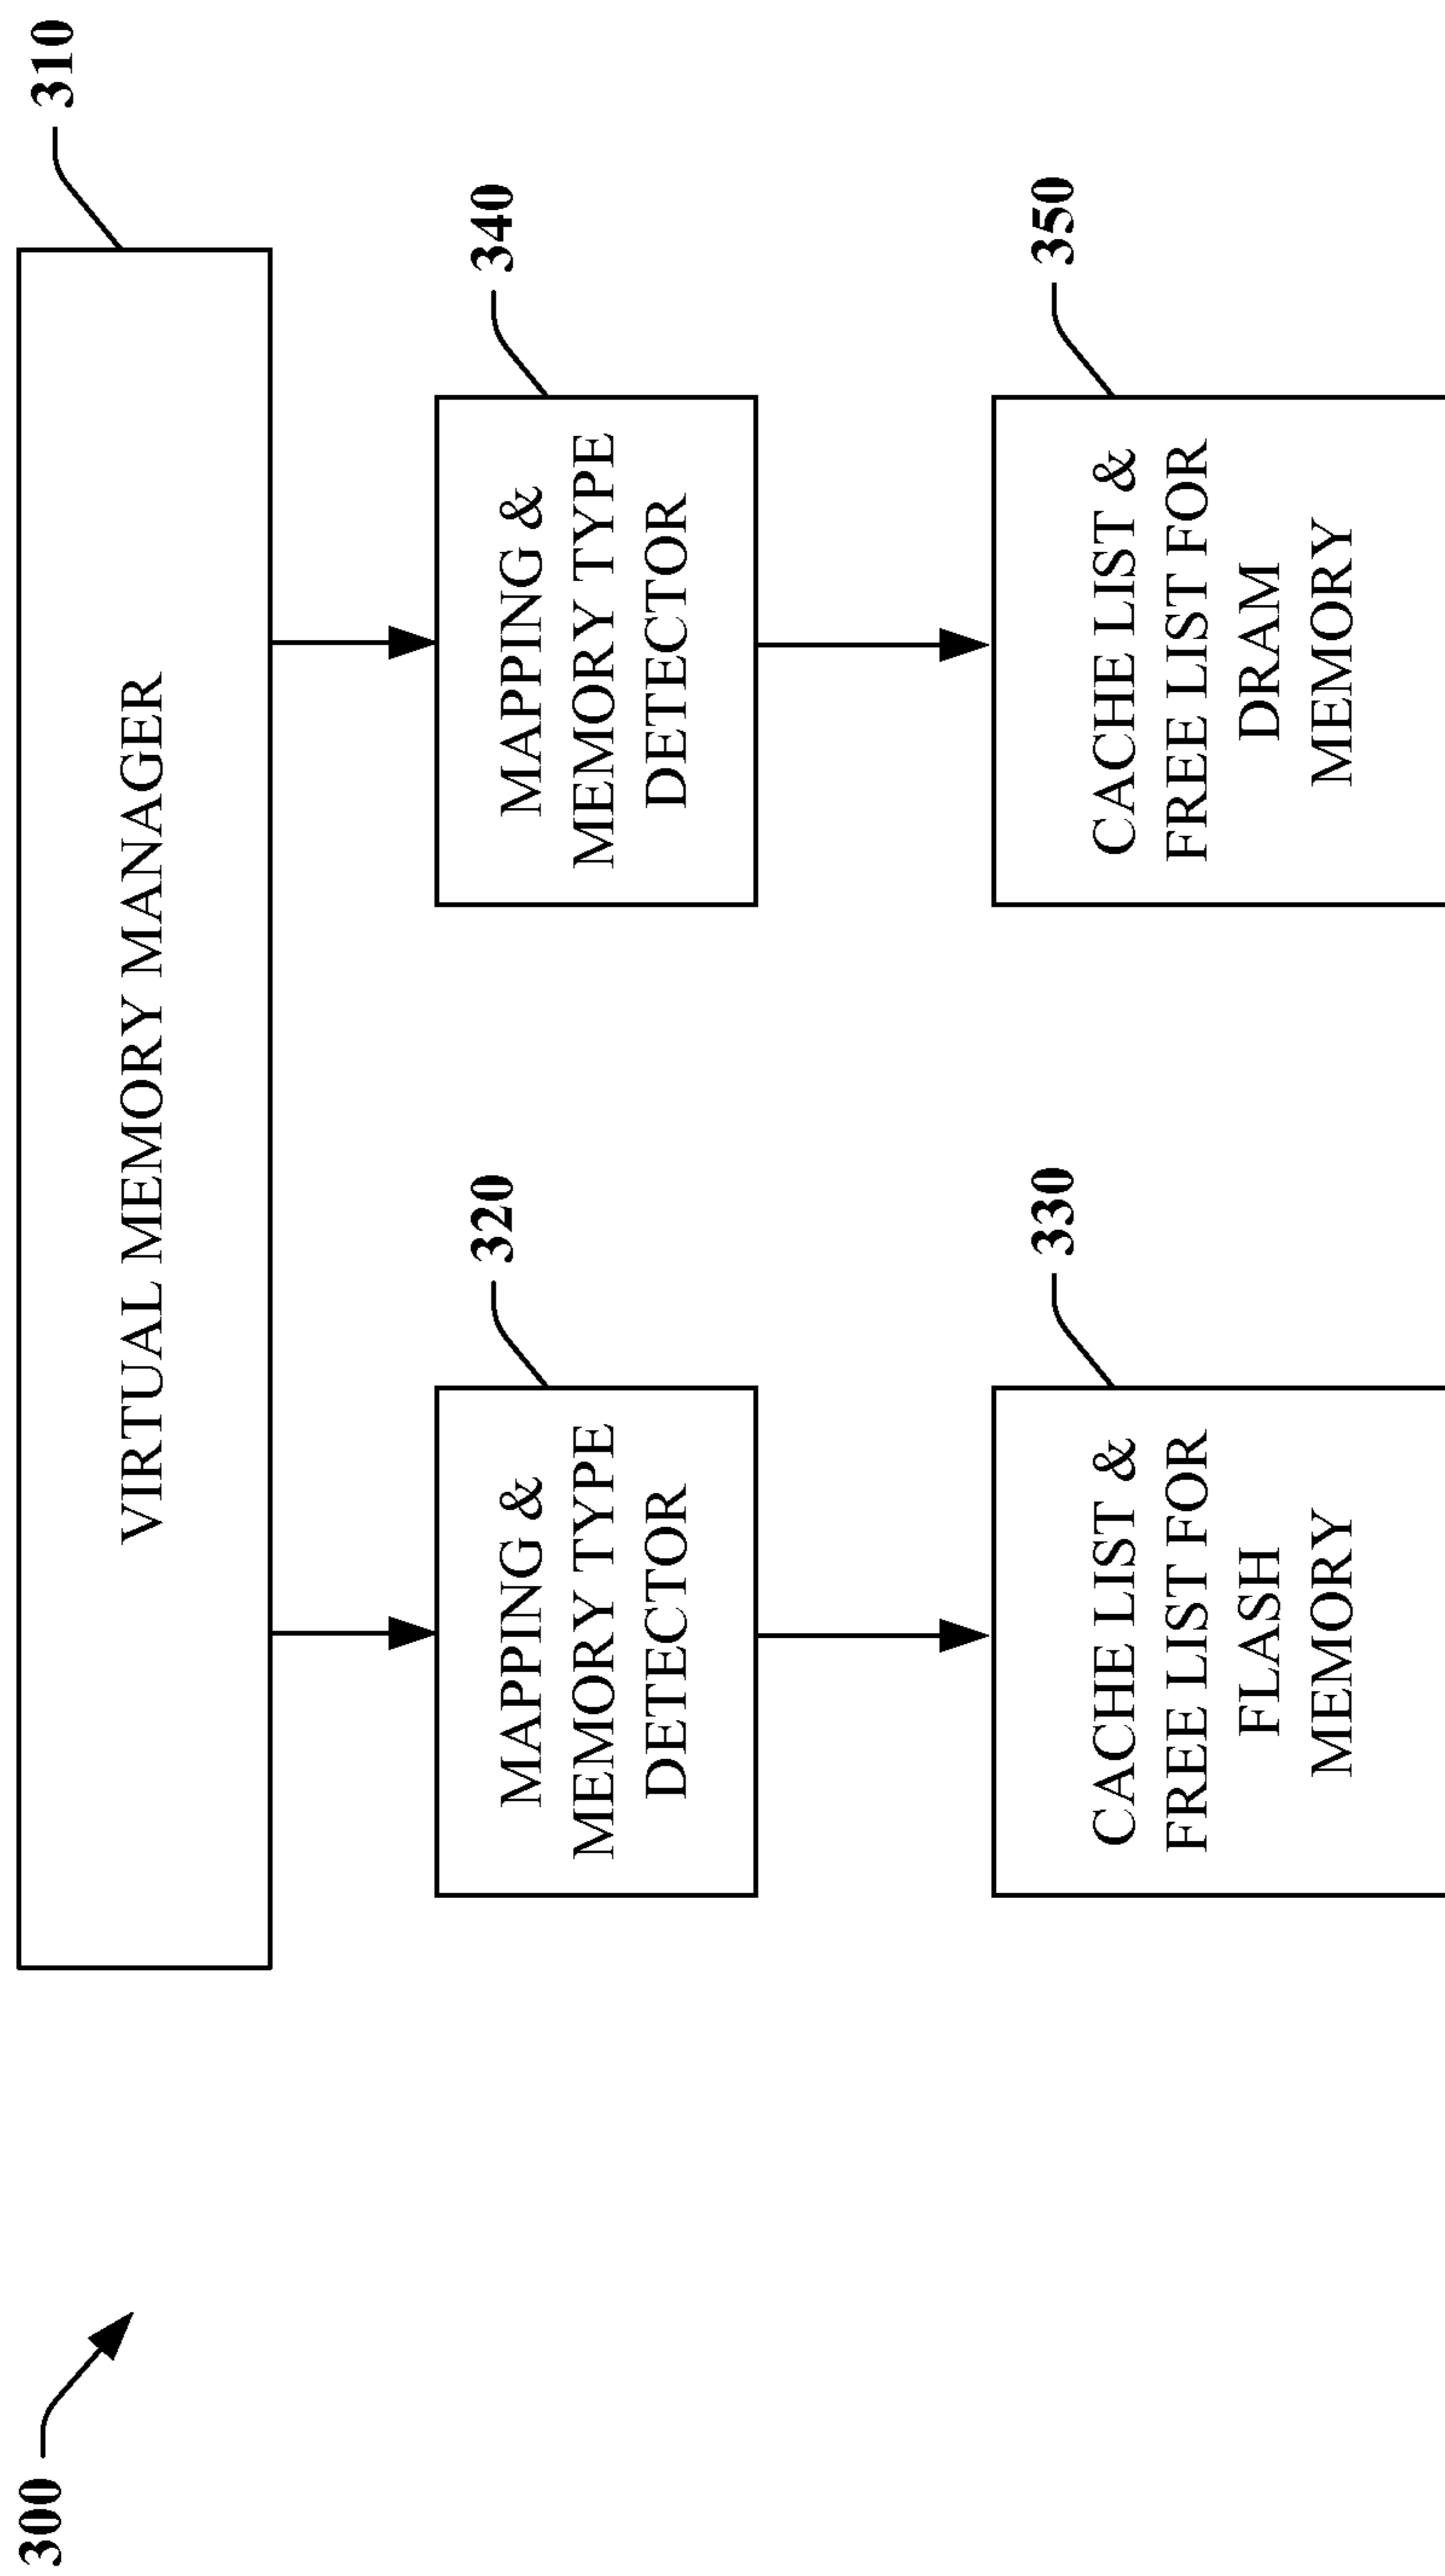 300
310
VIRTUAL MEMORY MANAGER
320
MAPPING &
MEMORY TYPE
DETECTOR
340
MAPPING &
MEMORY TYPE
DETECTOR
330
CACHE LIST &
FREE LIST FOR
FLASH
MEMORY
350
CACHE LIST &
FREE LIST FOR
DRAM
MEMORY